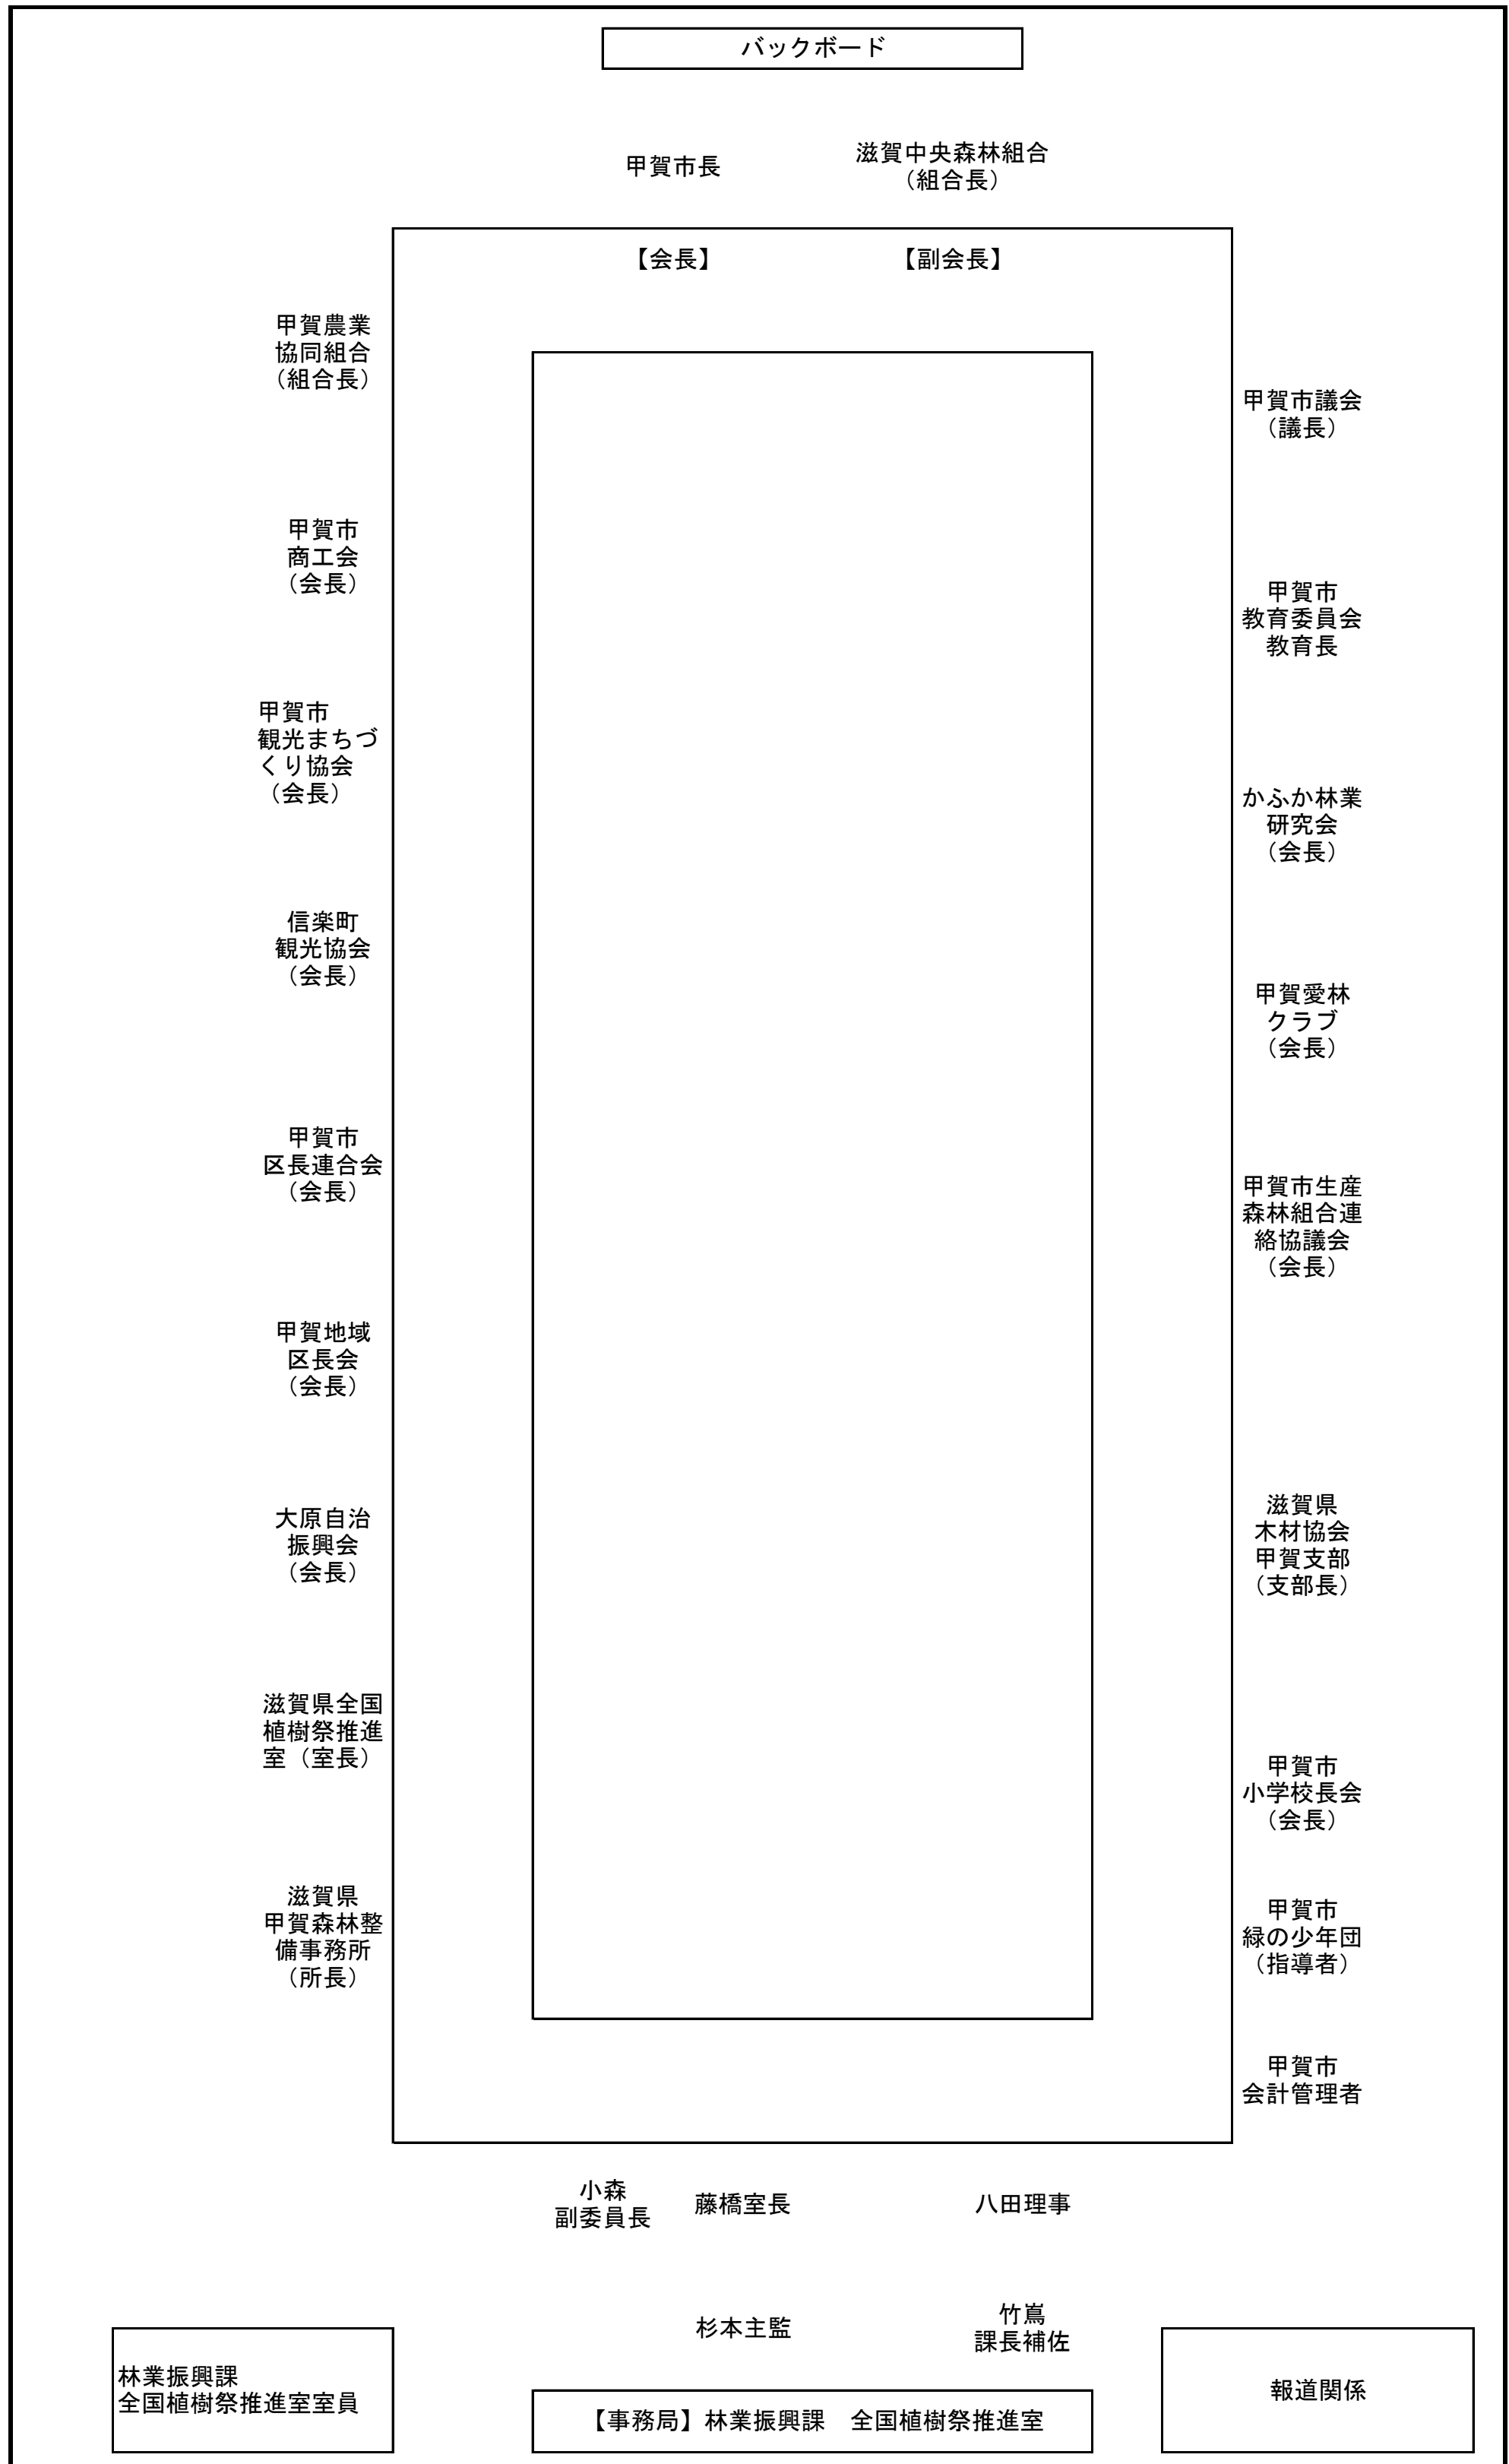 バックボード
甲賀市長
滋賀中央森林組合
（組合長）
【会長】
【副会長】
甲賀農業
協同組合
（組合長）
甲賀市
商工会
（会長）
甲賀市
観光まちづ
くり協会
（会長）
信楽町
観光協会
（会長）
甲賀市
区長連合会
（会長）
甲賀地域
区長会
（会長）
大原自治
振興会
（会長）
滋賀県全国
植樹祭推進
室（室長）
滋賀県
甲賀森林整
備事務所
（所長）
甲賀市議会
（議長）
甲賀市
教育委員会
教育長
かふか林業
研究会
（会長）
甲賀愛林
クラブ
（会長）
甲賀市生産
森林組合連
絡協議会
（会長）
滋賀県
木材協会
甲賀支部
（支部長）
甲賀市
小学校長会
（会長）
甲賀市
緑の少年団
（指導者）
甲賀市
会計管理者
小森
副委員長
藤橋室長
八田理事
杉本主監
竹嶌
課長補佐
林業振興課
全国植樹祭推進室室員
【事務局】林業振興課　全国植樹祭推進室
報道関係